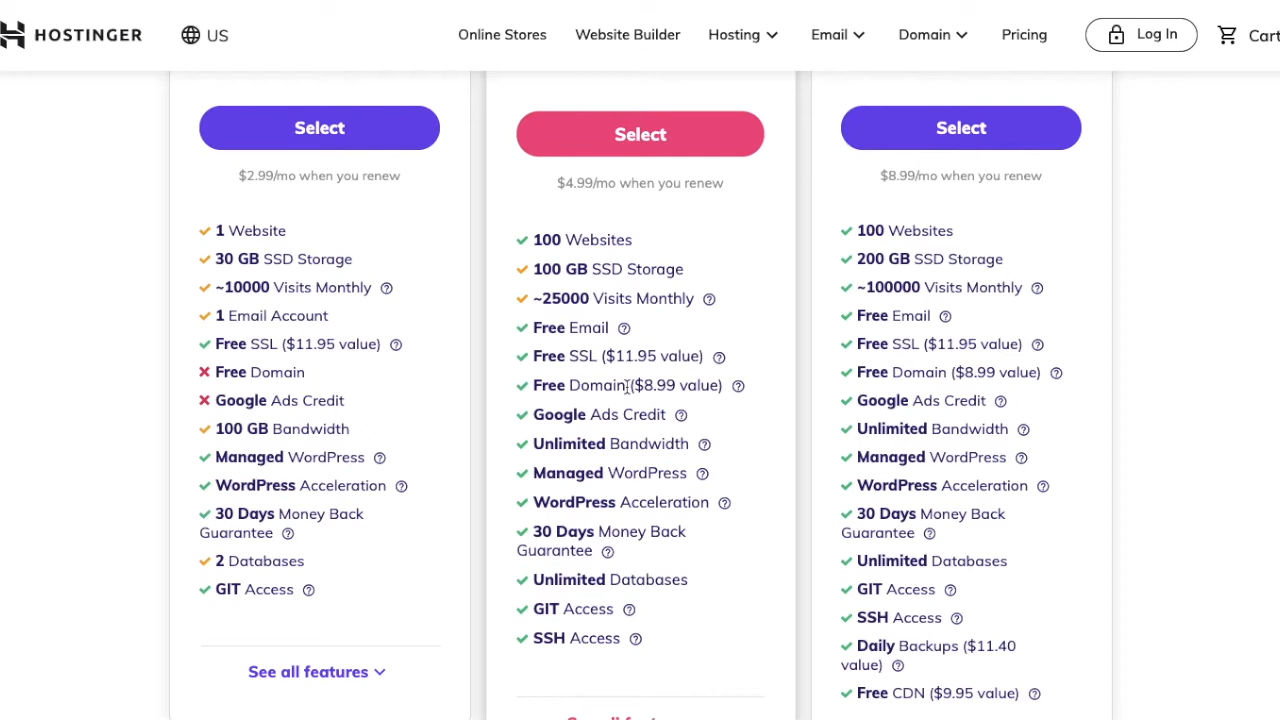 HOSTINGER
US
Online Stores
Website Builder
Hosting
Email
Domain
Pricing
Log In
Cart
Select
$2.99/mo when you renew
1 Website
30 GB SSD Storage
~10000 Visits Monthly
1 Email Account
Free SSL ($11.95 value)
Free Domain
Google Ads Credit
100 GB Bandwidth
Managed WordPress
WordPress Acceleration
30 Days Money Back
Guarantee
2 Databases
GIT Access
See all features
Select
$4.99/mo when you renew
100 Websites
100 GB SSD Storage
~25000 Visits Monthly
Free Email
Free SSL ($11.95 value)
Free Domain ($8.99 value)
Google Ads Credit
Unlimited Bandwidth
Managed WordPress
WordPress Acceleration
30 Days Money Back
Guarantee
Unlimited Databases
GIT Access
SSH Access
Select
$8.99/mo when you renew
100 Websites
200 GB SSD Storage
~100000 Visits Monthly
Free Email
Free SSL ($11.95 value)
Free Domain ($8.99 value)
Google Ads Credit
Unlimited Bandwidth
Managed WordPress
WordPress Acceleration
30 Days Money Back
Guarantee
Unlimited Databases
GIT Access
SSH Access
Daily Backups ($11.40
value)
Free CDN ($9.95 value)